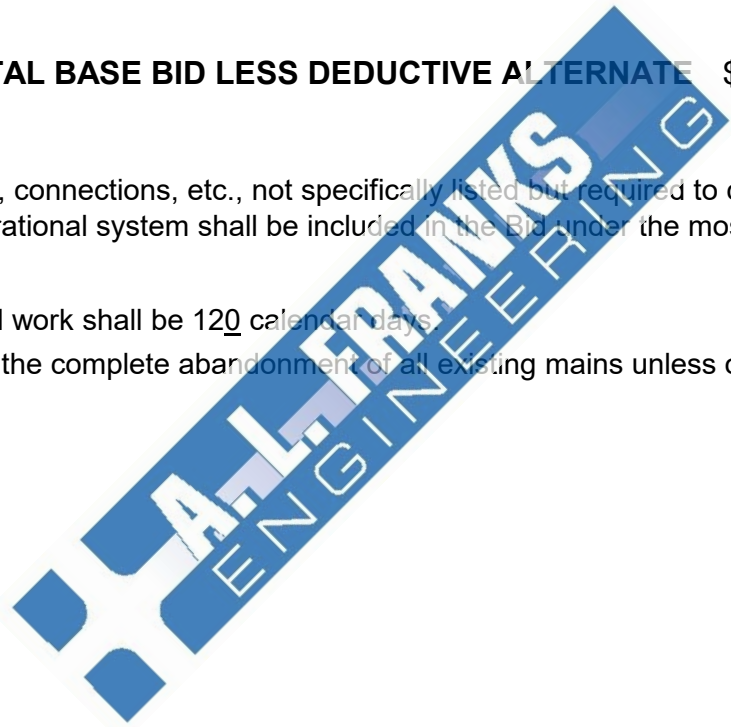 TAL BASE BID LESS DEDUCTIVE ALTERNATE $
, connections, etc., not specifically listed but required to
rational system shall be included in the Bid under the mos
l work shall be 120 calendar days.
the complete abandonment of all existing mains unless
A. L. FRANKS
ENGINEERING